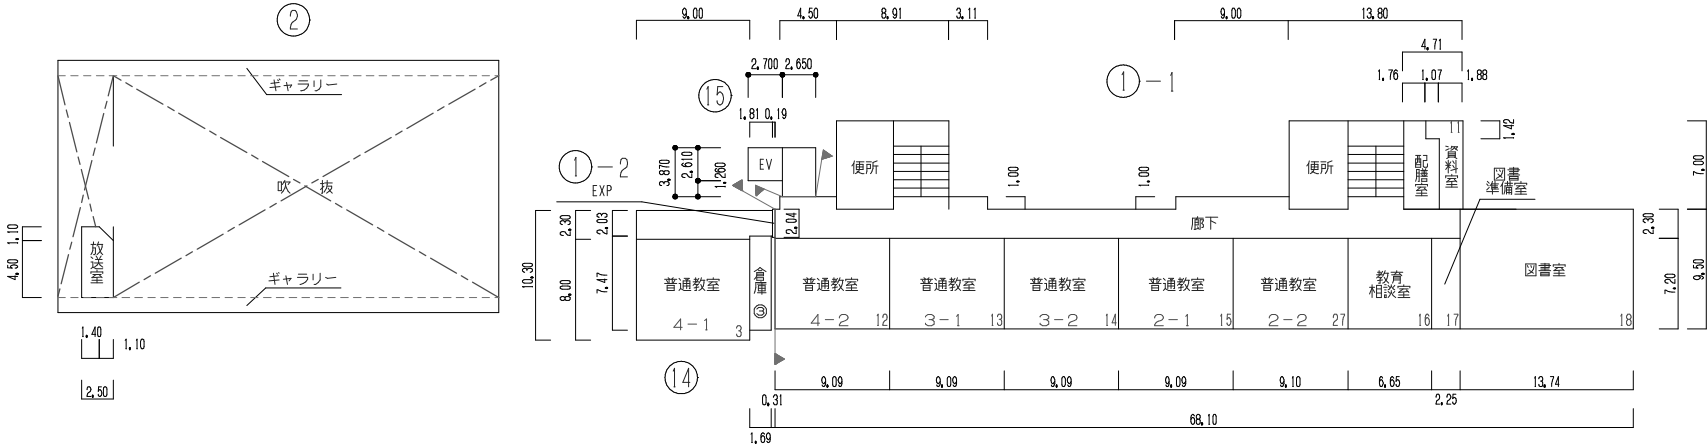 ②
ギャラリー
吹 抜
放送室
ギャラリー
1.10
4.50
1.40
1.10
2.50
9.00
4.50
8.91
3.11
9.00
13.80
2.700
2.650
4.71
1.76
1.07
1.88
⑮
①-1
1.81
0.19
11
1.42
3.870
2.610
1.260
EV
便所
便所
配膳室
資料室
7.00
①-2
EXP
1.00
1.00
図書
準備室
2.30
2.03
2.04
廊下
2.30
10.30
8.00
7.47
普通教室
倉庫③
普通教室
普通教室
普通教室
普通教室
普通教室
教育
相談室
図書室
7.20
9.50
4-1
3
4-2
12
3-1
13
3-2
14
2-1
15
2-2
27
16
17
18
⑭
9.09
9.09
9.09
9.09
9.10
6.65
13.74
0.31
2.25
68.10
1.69